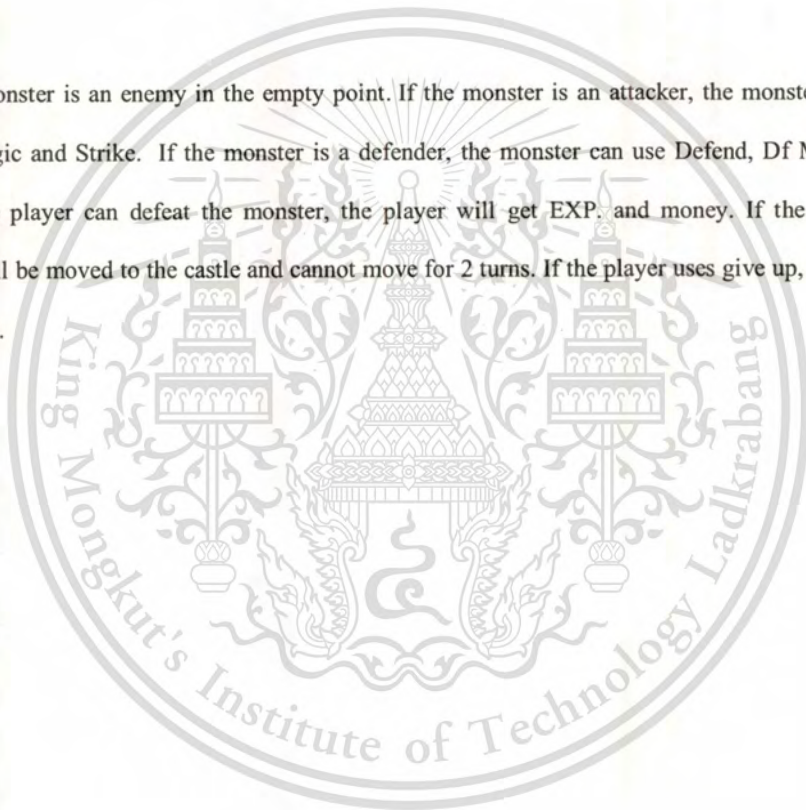 onster is an enemy in the empty point. If the monster is an attacker, the monste
gic and Strike. If the monster is a defender, the monster can use Defend, Df M
player can defeat the monster, the player will get EXP. and money. If the
ll be moved to the castle and cannot move for 2 turns. If the player uses give up,
.
King Mongkut's Institute of Technology Ladkrabang